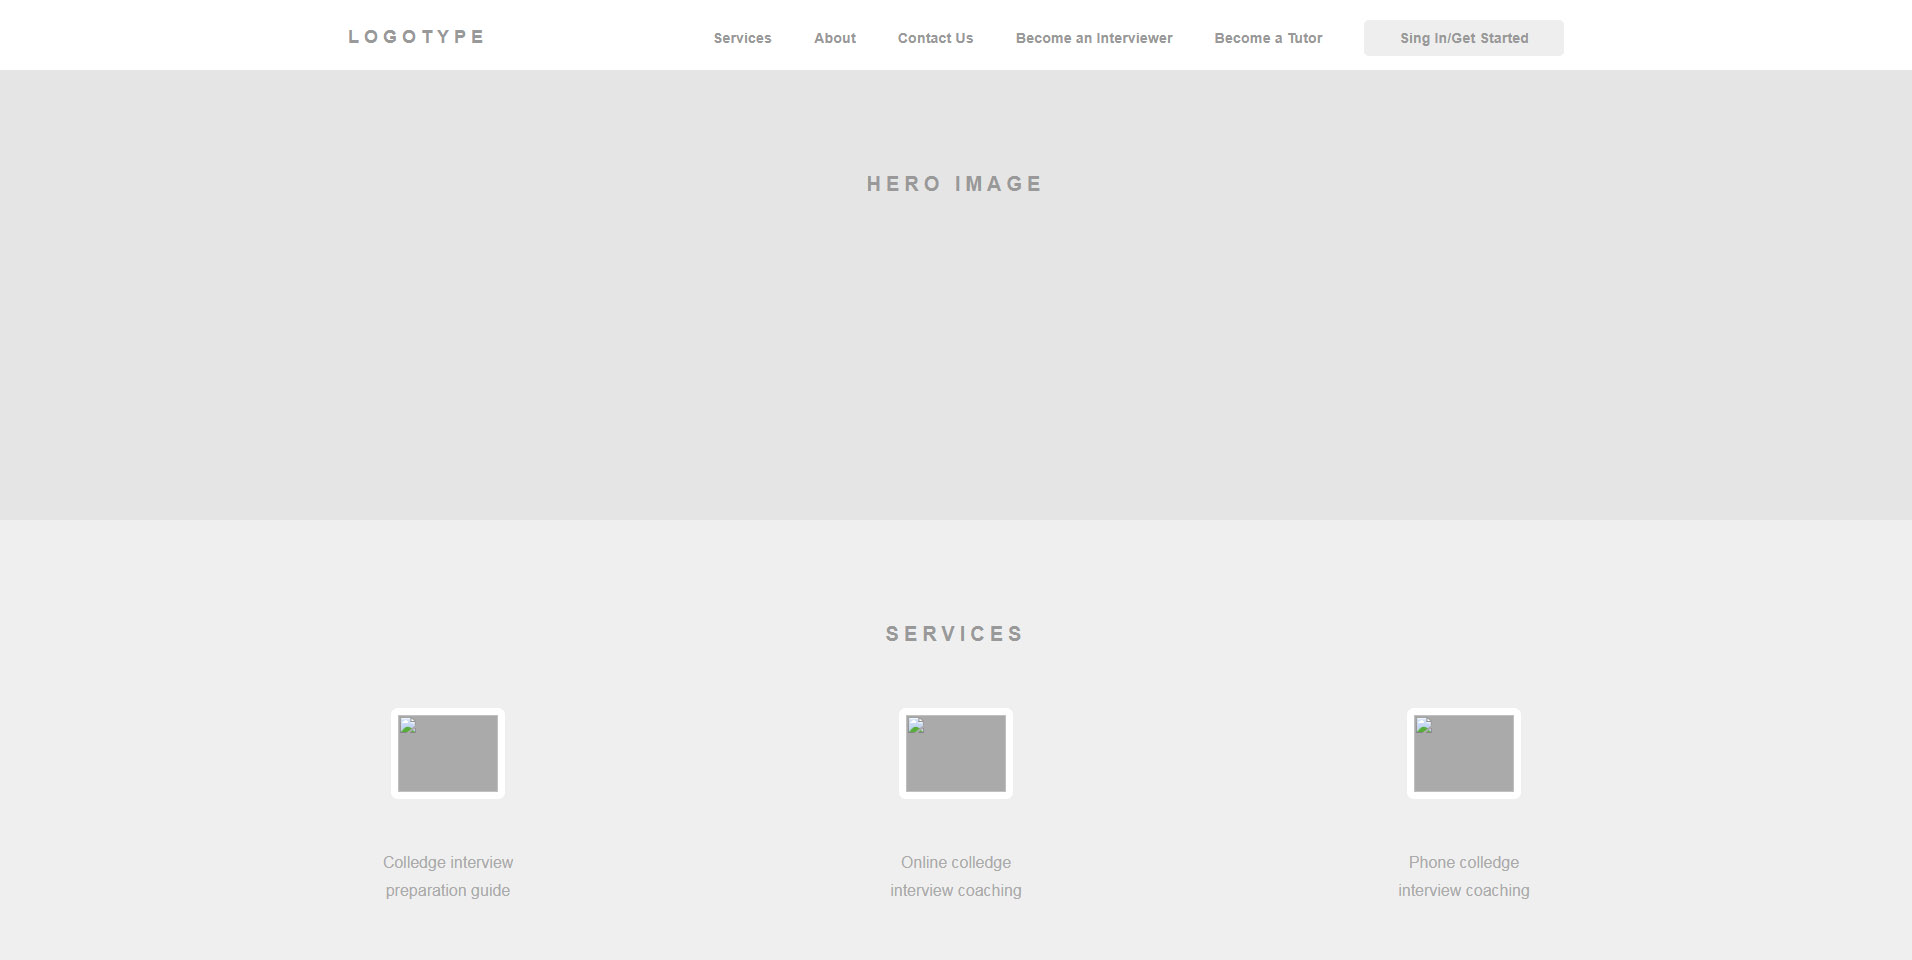 LOGOTYPE
Services
About
Contact Us
Become an Interviewer
Become a Tutor
Sing In/Get Started
HERO IMAGE
SERVICES
Colledge interview
preparation guide
Online colledge
interview coaching
Phone colledge
interview coaching